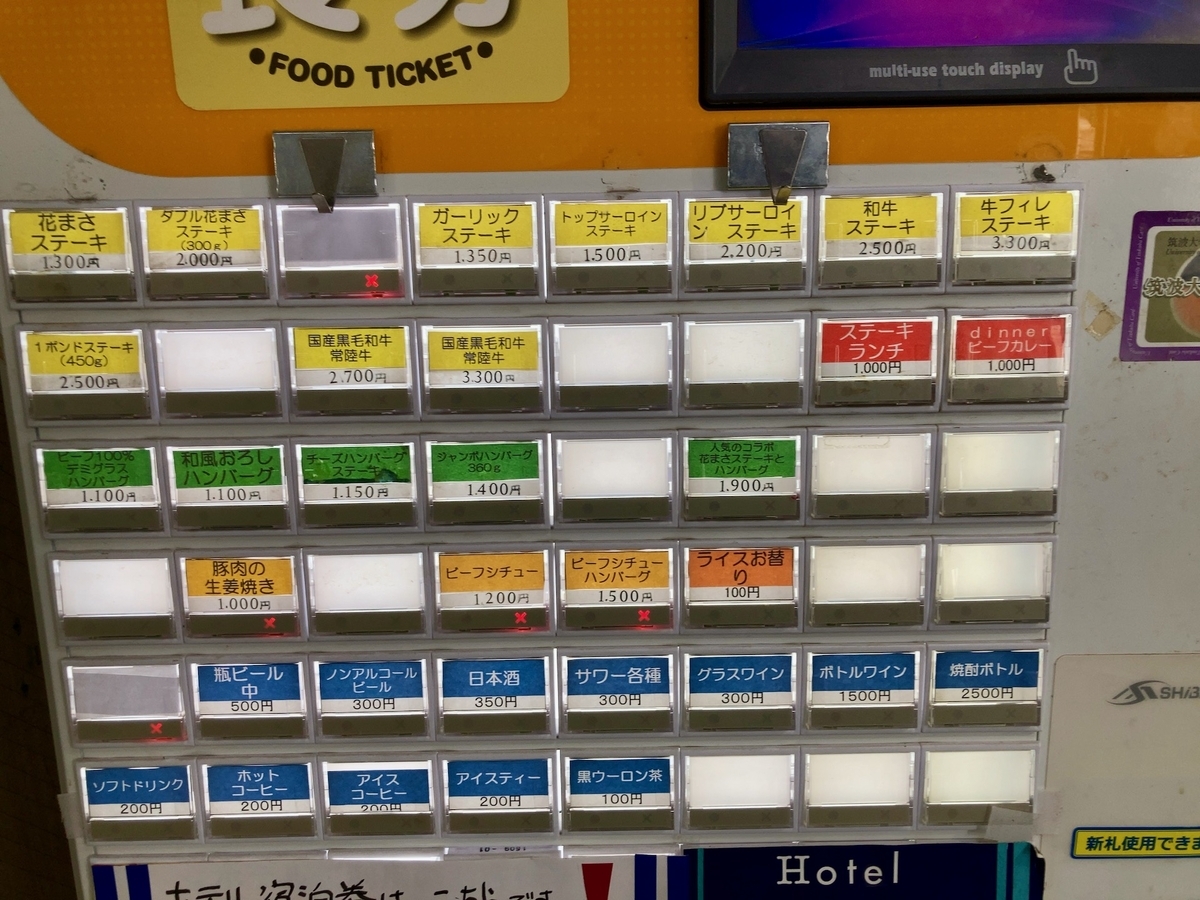 FOOD TICKET
multi-use touch display
花まさ
ステーキ
1,300円
ダブル花まさ
ステーキ
(300g)
2,000円
ガーリック
ステーキ
1,350円
トップサーロイン
ステーキ
1,500円
リブサーロイ
ン ステーキ
2,200円
和牛
ステーキ
2,500円
牛フィレ
ステーキ
3,300円
1ポンドステーキ
(450g)
2,500円
国産黒毛和牛
常陸牛
2,700円
国産黒毛和牛
常陸牛
3,300円
ステーキ
ランチ
1,000円
dinner
ビーフカレー
1,000円
ビーフ100%
デミグラス
ハンバーグ
1,100円
和風おろし
ハンバーグ
1,100円
チーズハンバーグ
ステーキ
1,150円
ジャンボハンバーグ
360g
1,400円
人気のコラボ
花まさステーキと
ハンバーグ
1,900円
豚肉の
生姜焼き
1,000円
ビーフシチュー
1,200円
ビーフシチュー
ハンバーグ
1,500円
ライスお替
り
100円
瓶ビール
中
500円
ノンアルコール
ビール
300円
日本酒
350円
サワー各種
300円
グラスワイン
300円
ボトルワイン
1500円
焼酎ボトル
2500円
ソフトドリンク
200円
ホット
コーヒー
200円
アイス
コーヒー
200円
アイスティー
200円
黒ウーロン茶
100円
筑波大
新札使用できま
Hotel